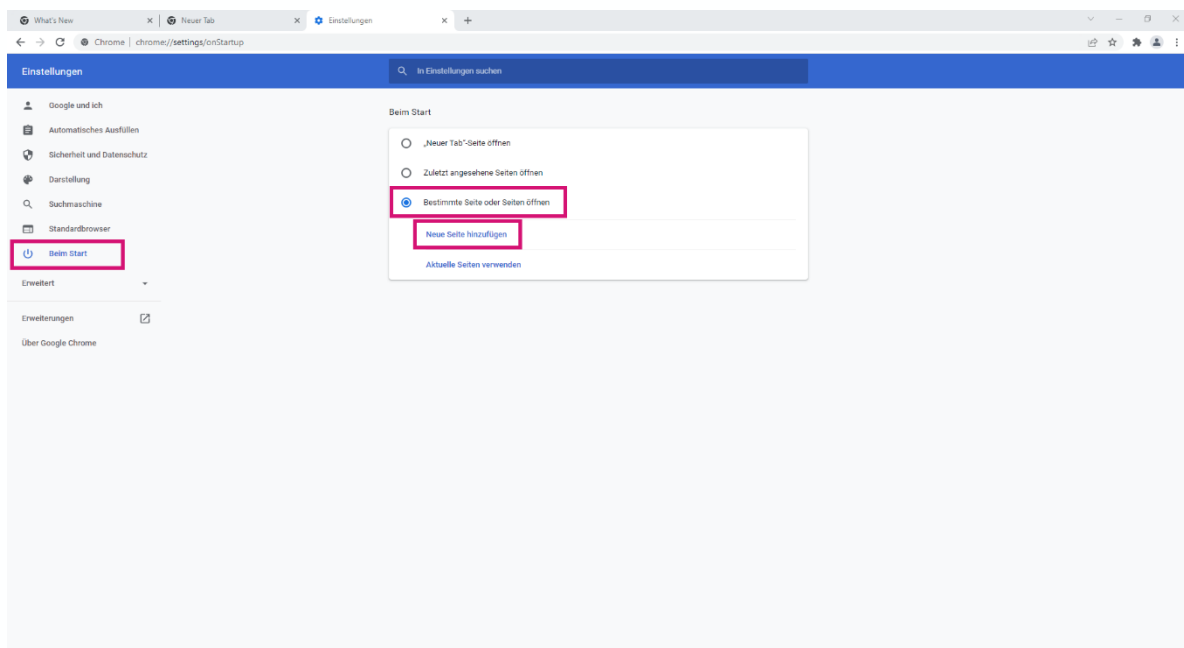 What's New
Neuer Tab
Einstellungen
Chrome | chrome://settings/onStartup
Einstellungen
In Einstellungen suchen
Google und ich
Automatisches Ausfüllen
Sicherheit und Datenschutz
Darstellung
Suchmaschine
Standardbrowser
Beim Start
Erweitert
Erweiterungen
Über Google Chrome
Beim Start
„Neuer Tab"-Seite öffnen
Zuletzt angesehene Seiten öffnen
Bestimmte Seite oder Seiten öffnen
Neue Seite hinzufügen
Aktuelle Seiten verwenden